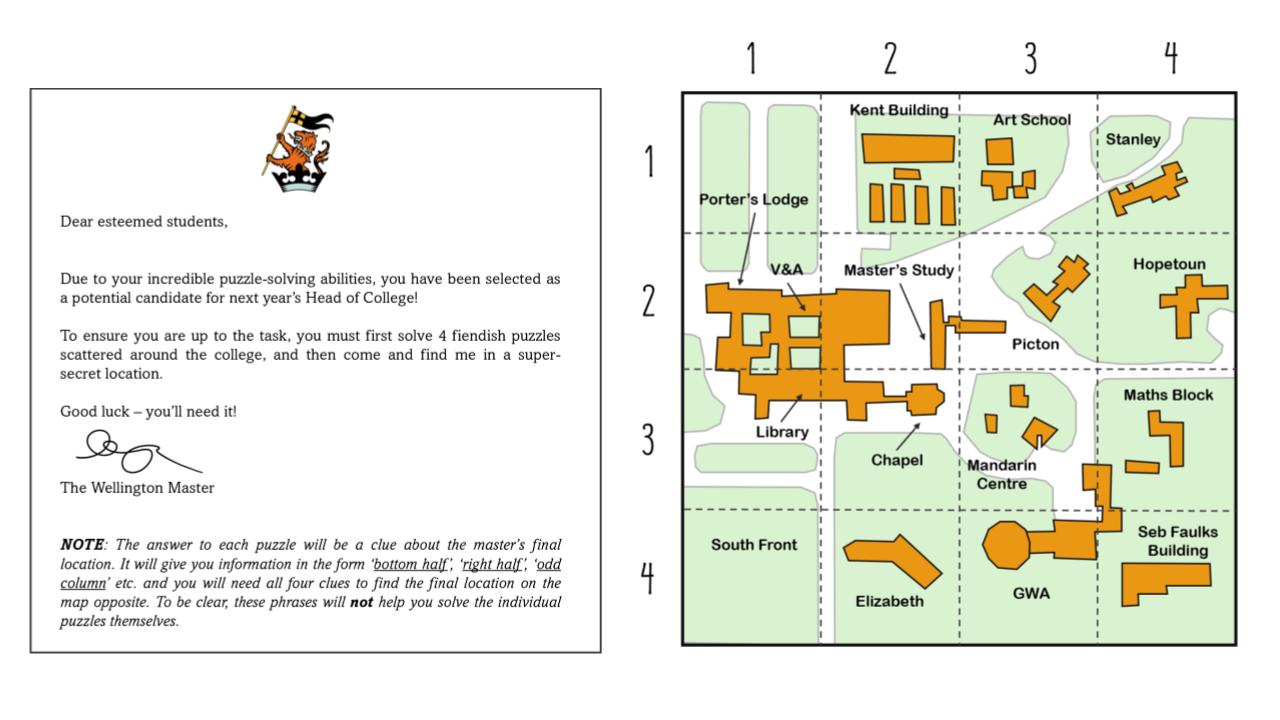 Dear esteemed students,
Due to your incredible puzzle-solving abilities, you have been selected as
a potential candidate for next year's Head of College!
To ensure you are up to the task, you must first solve 4 fiendish puzzles
scattered around the college, and then come and find me in a super-
secret location.
Good luck – you'll need it!
The Wellington Master
NOTE: The answer to each puzzle will be a clue about the master's final
location. It will give you information in the form 'bottom half', 'right half', 'odd
column' etc. and you will need all four clues to find the final location on the
map opposite. To be clear, these phrases will not help you solve the individual
puzzles themselves.
1 2 3 4
1
2
3
4
Kent Building
Art School
Stanley
Porter's Lodge
V&A
Master's Study
Hopetoun
Picton
Maths Block
Library
Chapel
Mandarin
Centre
South Front
Seb Faulks
Building
Elizabeth
GWA